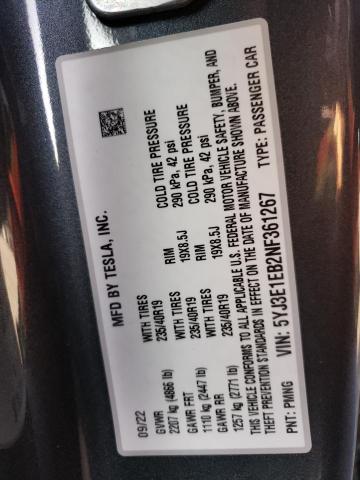 MFD BY TESLA, INC.
09/22
GVWR WITH TIRES RIM COLD TIRE PRESSURE
2207 kg (4866 lb) 235/40R19 19X8.5J 290 kPa, 42 psi
GAWR FRT WITH TIRES RIM COLD TIRE PRESSURE
1110 kg (2447 lb) 235/40R19 19X8.5J 290 kPa, 42 psi
GAWR RR
1257 kg (2771 lb)
THIS VEHICLE CONFORMS TO ALL APPLICABLE U.S. FEDERAL MOTOR VEHICLE SAFETY, BUMPER, AND
THEFT PREVENTION STANDARDS IN EFFECT ON THE DATE OF MANUFACTURE SHOWN ABOVE.
VIN: 5YJ3E1EB2NF361267
PNT: PMNG TYPE: PASSENGER CAR